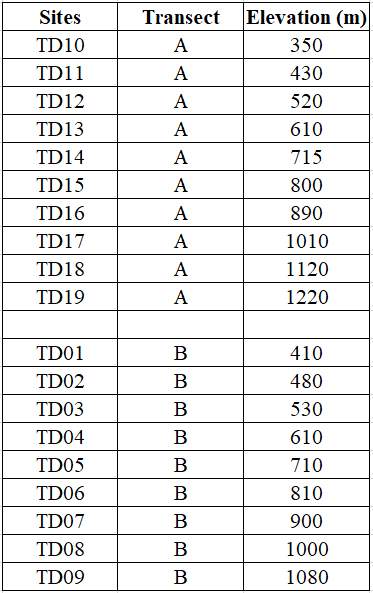 Sites Transect Elevation (m)
TD10 A 350
TD11 A 430
TD12 A 520
TD13 A 610
TD14 A 715
TD15 A 800
TD16 A 890
TD17 A 1010
TD18 A 1120
TD19 A 1220
TD01 B 410
TD02 B 480
TD03 B 530
TD04 B 610
TD05 B 710
TD06 B 810
TD07 B 900
TD08 B 1000
TD09 B 1080